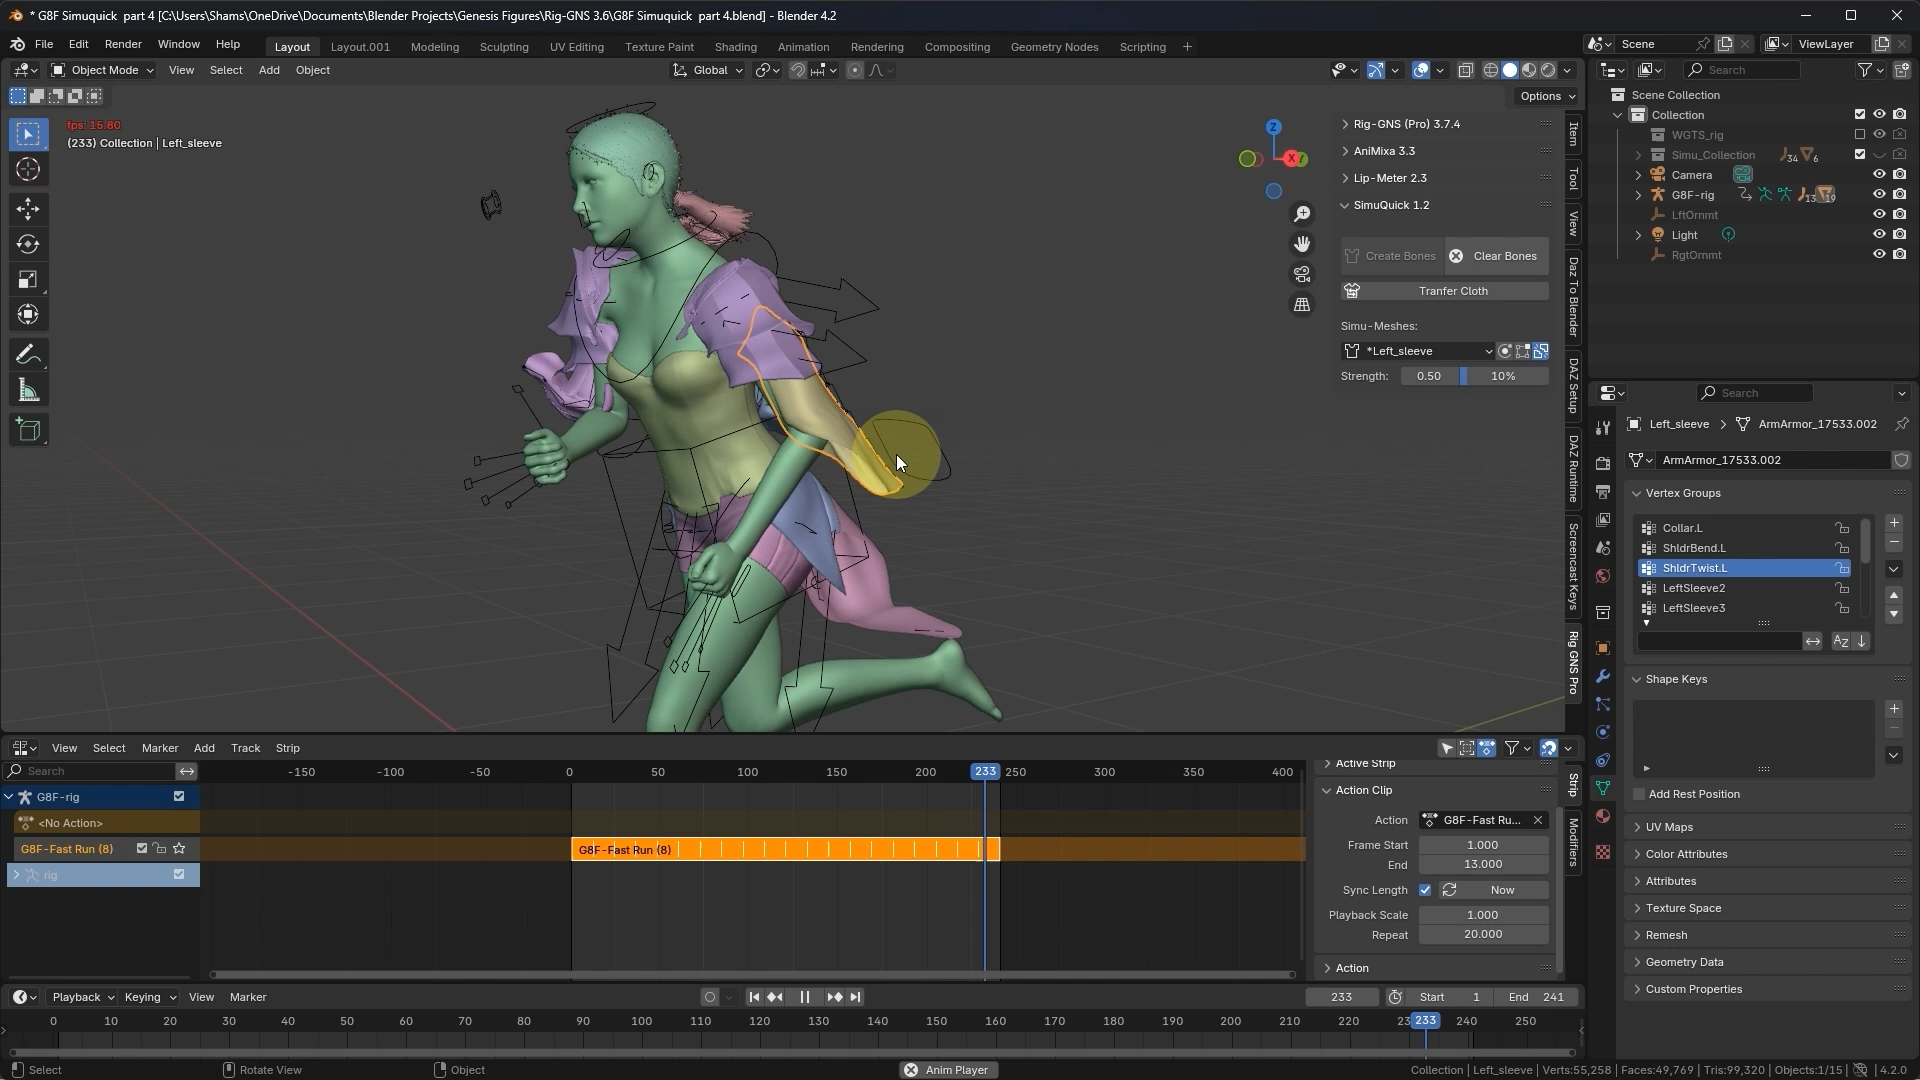 * G8F Simuquick part 4 [C:\Users\Shams\OneDrive\Documents\Blender Projects\Genesis Figures\Rig-GNS 3.6\G8F Simuquick part 4.blend] - Blender 4.2
File Edit Render Window Help Layout Layout.001 Modeling Sculpting UV Editing Texture Paint Shading Animation Rendering Compositing Geometry Nodes Scripting + Scene ViewLayer
Object Mode View Select Add Object Global Search
Options
fps: 15.80
(233) Collection | Left_sleeve
Z
X
Y
Rig-GNS (Pro) 3.7.4
AniMixa 3.3
Lip-Meter 2.3
SimuQuick 1.2
Create Bones Clear Bones
Tranfer Cloth
Simu-Meshes:
*Left_sleeve
Strength: 0.50 10%
Item
Tool
View
Daz To Blender
DAZ Setup
DAZ Runtime
Screencast Keys
Rig GNS Pro
Scene Collection
Collection
WGTS_rig
Simu_Collection 34 6
Camera
G8F-rig 13 19
LftOrnmt
Light
RgtOrnmt
Search
Left_sleeve > ArmArmor_17533.002
ArmArmor_17533.002
Vertex Groups
Collar.L
ShldrBend.L
ShldrTwist.L
LeftSleeve2
LeftSleeve3
Shape Keys
Add Rest Position
UV Maps
Color Attributes
Attributes
Texture Space
Remesh
Geometry Data
Custom Properties
View Select Marker Add Track Strip
Search -150 -100 -50 0 50 100 150 200 233 250 300 350 400
G8F-rig
<No Action>
G8F-Fast Run (8) G8F-Fast Run (8)
rig
Active Strip
Action Clip
Action G8F-Fast Ru...
Frame Start 1.000
End 13.000
Sync Length Now
Playback Scale 1.000
Repeat 20.000
Action
Strip
Modifiers
Playback Keying View Marker 233 Start 1 End 241
0 10 20 30 40 50 60 70 80 90 100 110 120 130 140 150 160 170 180 190 200 210 220 23 233 240 250
Select Rotate View Object Anim Player Collection | Left_sleeve | Verts:55,258 | Faces:49,769 | Tris:99,320 | Objects:1/15 | 4.2.0